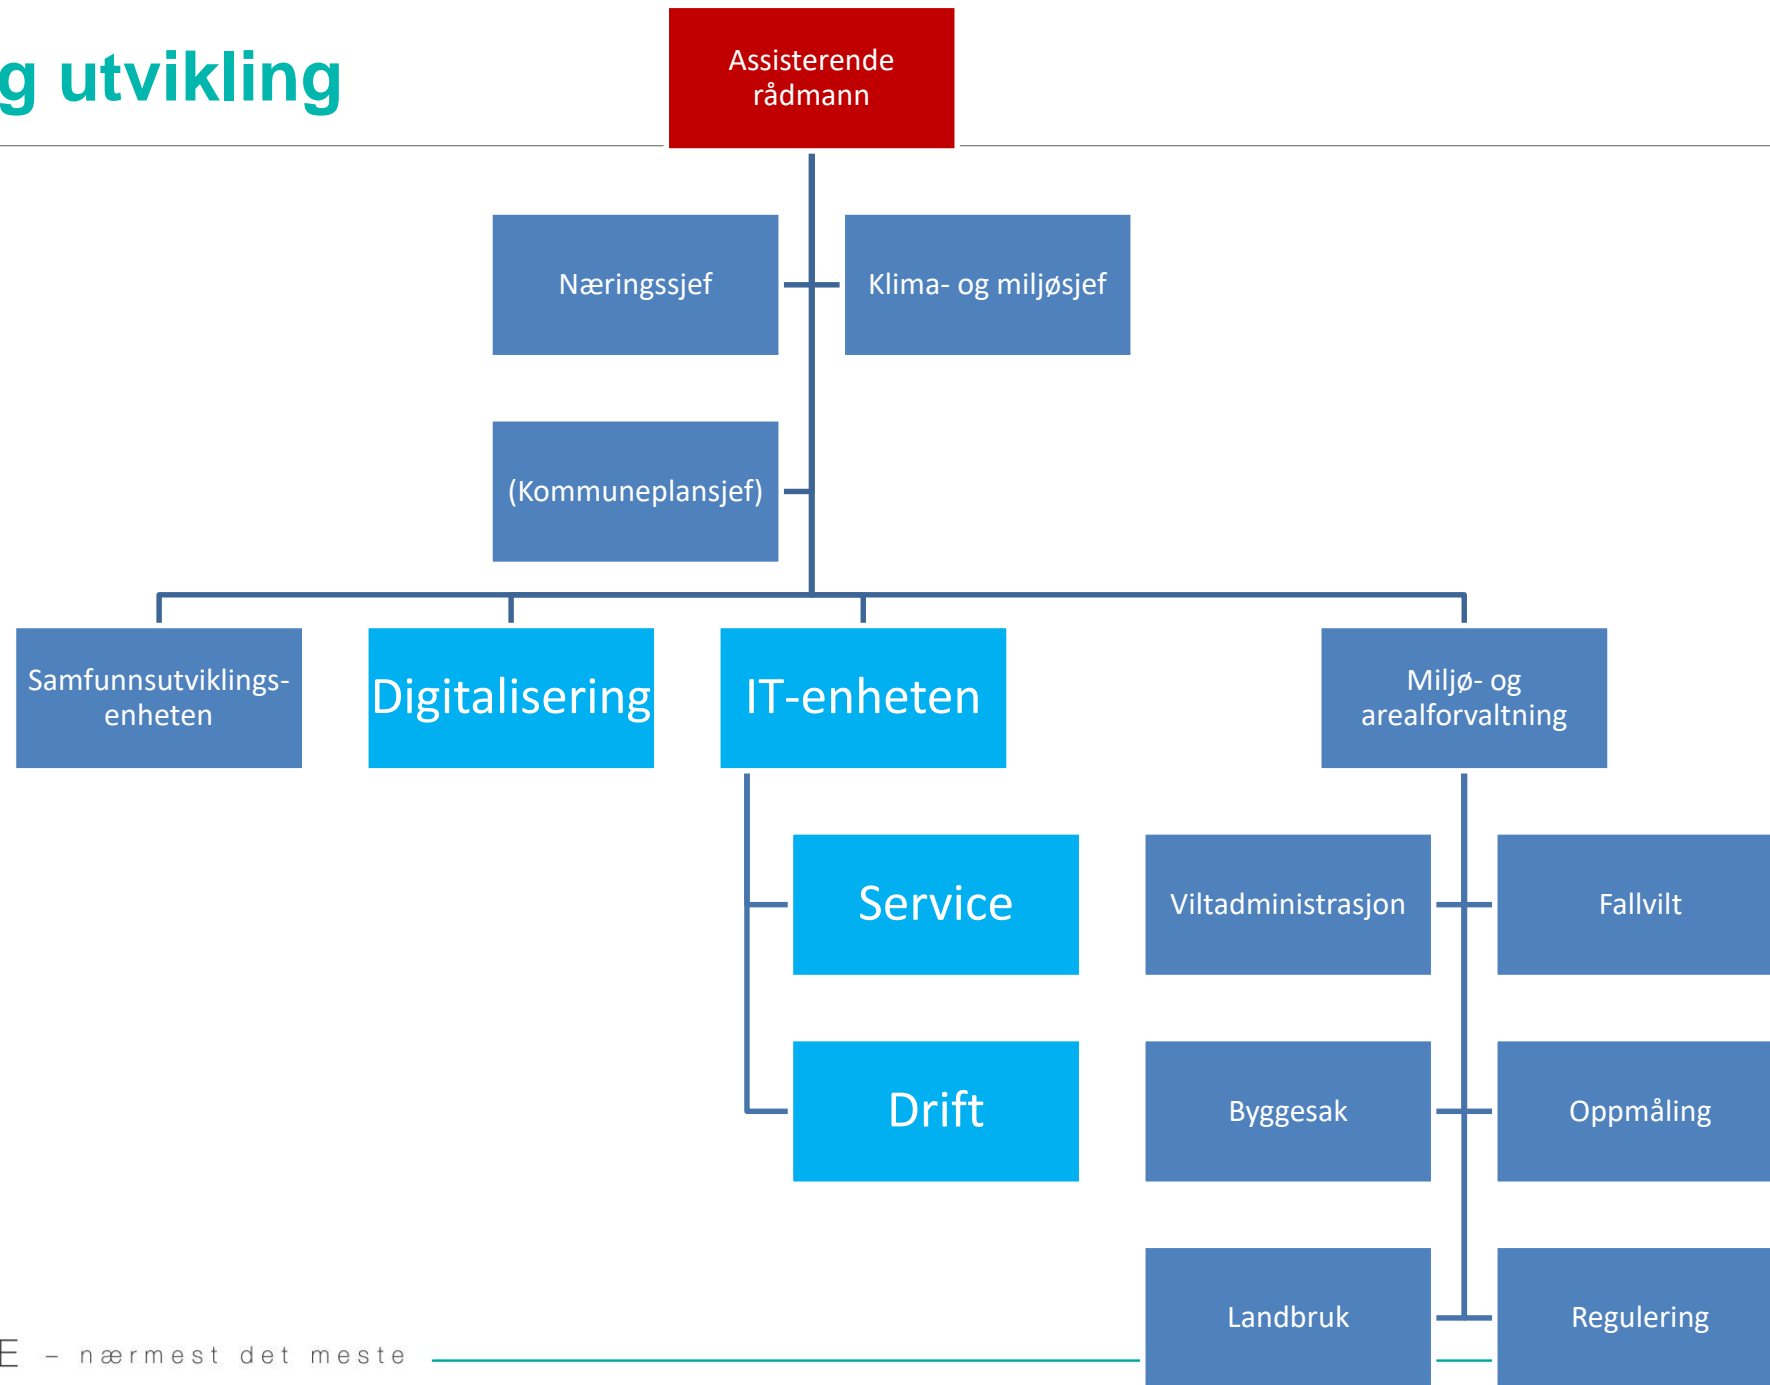 g utvikling
Assisterende
rådmann
Næringssjef
Klima- og miljøsjef
(Kommuneplansjef)
Samfunnsutviklings-
enheten
Digitalisering
IT-enheten
Miljø- og
arealforvaltning
Service
Viltadministrasjon
Fallvilt
Drift
Byggesak
Oppmåling
Landbruk
Regulering
E – nærmest det meste